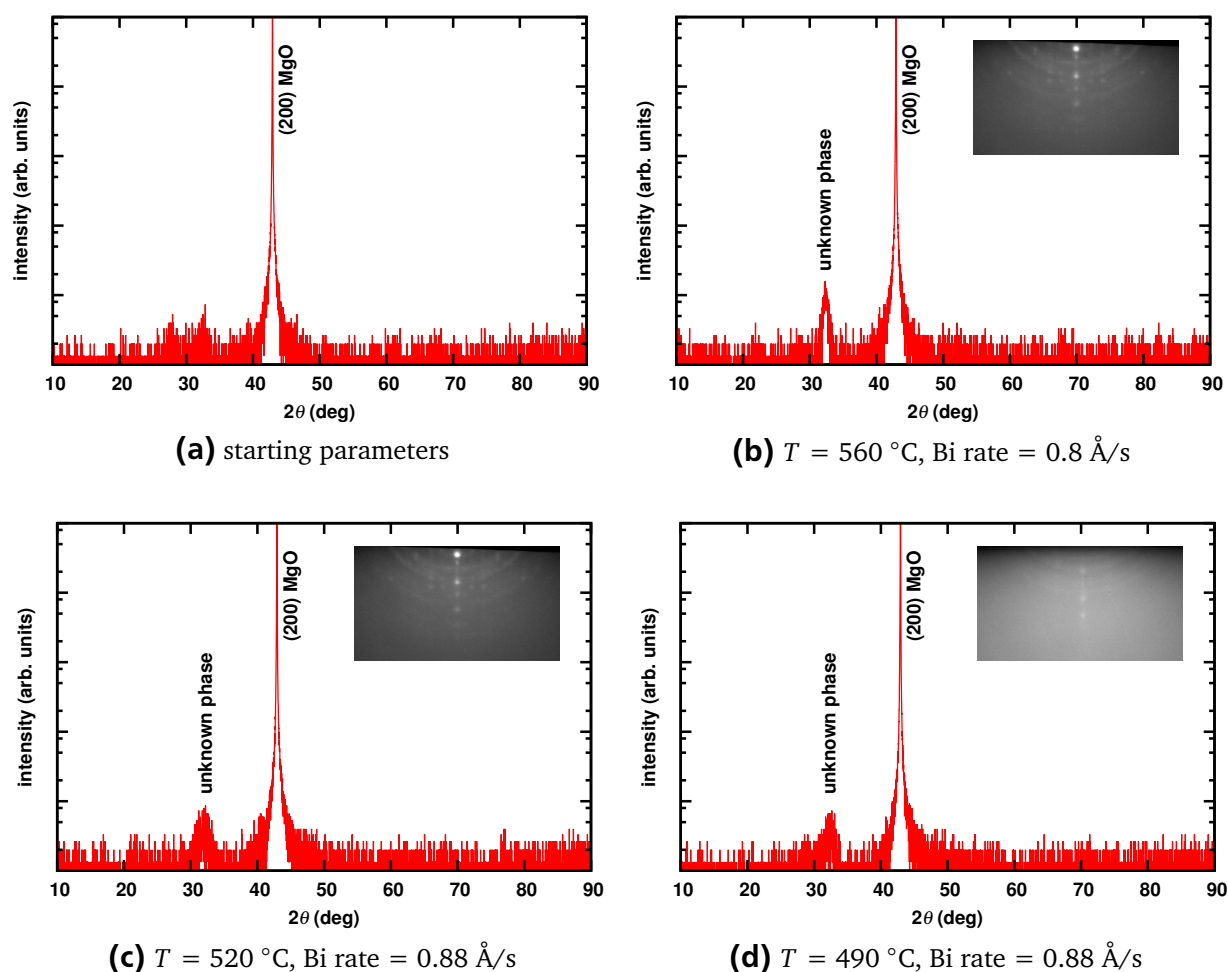 intensity (arb. units)
(200) MgO
10 20 30 40 50 60 70 80 90
2θ (deg)
(a) starting parameters
intensity (arb. units)
unknown phase
(200) MgO
10 20 30 40 50 60 70 80 90
2θ (deg)
(b) T = 560 °C, Bi rate = 0.8 Å/s
intensity (arb. units)
unknown phase
(200) MgO
10 20 30 40 50 60 70 80 90
2θ (deg)
(c) T = 520 °C, Bi rate = 0.88 Å/s
intensity (arb. units)
unknown phase
(200) MgO
10 20 30 40 50 60 70 80 90
2θ (deg)
(d) T = 490 °C, Bi rate = 0.88 Å/s